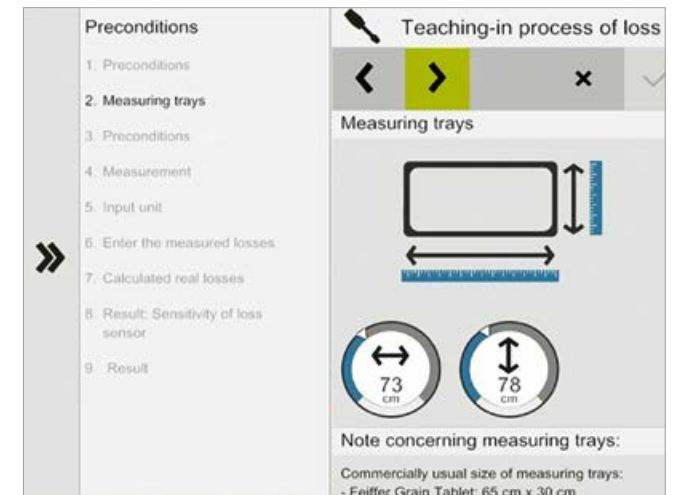 Preconditions
1. Preconditions
2. Measuring trays
3. Preconditions
4. Measurement
5. Input unit
6. Enter the measured losses
7. Calculated real losses
8. Result: Sensitivity of loss
sensor
9. Result
Teaching-in process of loss
Measuring trays
73
cm
78
cm
Note concerning measuring trays:
Commercially usual size of measuring trays:
- Feiffer Grain Tablet: 65 cm x 30 cm